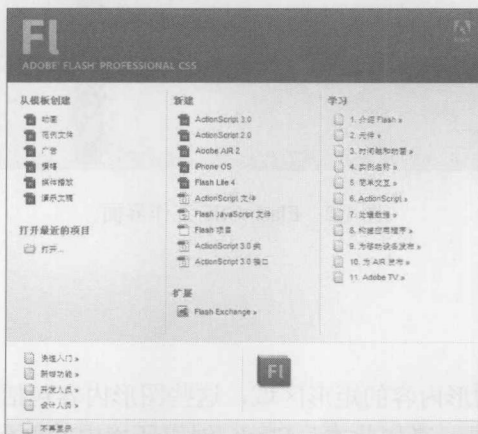 Fl
ADOBE® FLASH® PROFESSIONAL CS5
从模板创建
动画
范例文件
广告
横幅
媒体播放
演示文稿
打开最近的项目
打开...
新建
ActionScript 3.0
ActionScript 2.0
Adobe AIR 2
iPhone OS
Flash Lite 4
ActionScript 文件
Flash JavaScript 文件
Flash 项目
ActionScript 3.0 类
ActionScript 3.0 接口
扩展
Flash Exchange »
学习
1. 介绍 Flash »
2. 元件 »
3. 时间轴和动画 »
4. 实例名称 »
5. 简单交互 »
6. ActionScript »
7. 处理数据 »
8. 构建应用程序 »
9. 为移动设备发布 »
10. 为 AIR 发布 »
11. Adobe TV »
快速入门 »
新增功能 »
开发人员 »
设计人员 »
不再显示
Fl